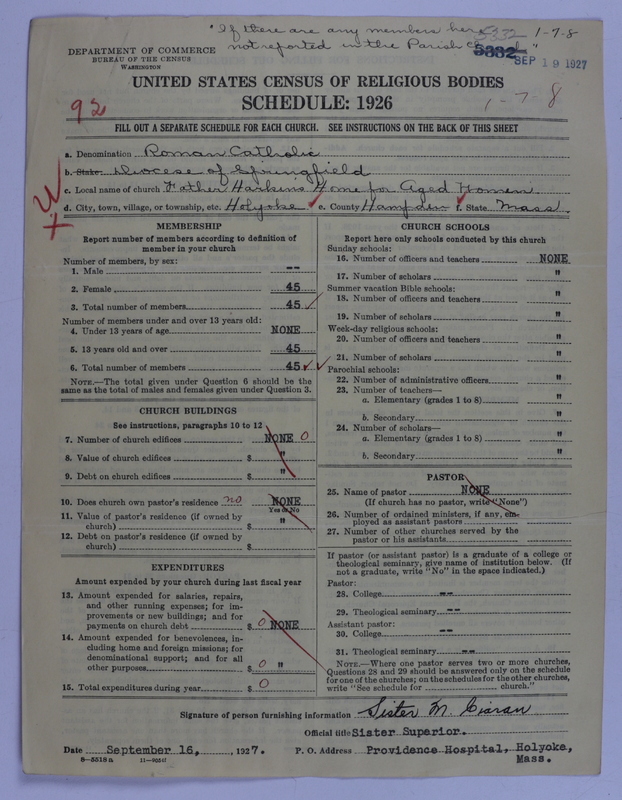 "If there are any members here 5332 1-7-8
not reported in the Parish Church."
5332
SEP 19 1927
DEPARTMENT OF COMMERCE
BUREAU OF THE CENSUS
WASHINGTON
UNITED STATES CENSUS OF RELIGIOUS BODIES
SCHEDULE: 1926
92
1-7-8
FILL OUT A SEPARATE SCHEDULE FOR EACH CHURCH. SEE INSTRUCTIONS ON THE BACK OF THIS SHEET
a. Denomination Roman Catholic
b. State Diocese of Springfield
c. Local name of church Father Harkins Home for Aged Women
d. City, town, village, or township, etc. Holyoke e. County Hampden f. State Mass.
MEMBERSHIP
Report number of members according to definition of
member in your church
Number of members, by sex:
1. Male --
2. Female 45
3. Total number of members 45
Number of members under and over 13 years old:
4. Under 13 years of age NONE
5. 13 years old and over 45
6. Total number of members 45
NOTE.—The total given under Question 6 should be the
same as the total of males and females given under Question 3.
CHURCH BUILDINGS
See instructions, paragraphs 10 to 12
7. Number of church edifices NONE 0
8. Value of church edifices $ "
9. Debt on church edifices $ "
10. Does church own pastor's residence no NONE
Yes or No
11. Value of pastor's residence (if owned by
church) $ "
12. Debt on pastor's residence (if owned by
church) $
EXPENDITURES
Amount expended by your church during last fiscal year
13. Amount expended for salaries, repairs,
and other running expenses; for im-
provements or new buildings; and for
payments on church debt $ 0 NONE
14. Amount expended for benevolences, in-
cluding home and foreign missions; for
denominational support; and for all
other purposes $ 0 "
15. Total expenditures during year $ 0
CHURCH SCHOOLS
Report here only schools conducted by this church
Sunday schools:
16. Number of officers and teachers NONE
17. Number of scholars "
Summer vacation Bible schools:
18. Number of officers and teachers "
19. Number of scholars "
Week-day religious schools:
20. Number of officers and teachers "
21. Number of scholars "
Parochial schools:
22. Number of administrative officers "
23. Number of teachers—
a. Elementary (grades 1 to 8) "
b. Secondary "
24. Number of scholars—
a. Elementary (grades 1 to 8) "
b. Secondary "
PASTOR
25. Name of pastor NONE
(If church has no pastor, write "None")
26. Number of ordained ministers, if any, em-
ployed as assistant pastors
27. Number of other churches served by the
pastor or his assistants
If pastor (or assistant pastor) is a graduate of a college or
theological seminary, give name of institution below. (If
not a graduate, write "No" in the space indicated.)
Pastor:
28. College --
29. Theological seminary --
Assistant pastor:
30. College --
31. Theological seminary --
NOTE.—Where one pastor serves two or more churches,
Questions 28 and 29 should be answered only on the schedule
for one of the churches; on the schedules for the other churches,
write "See schedule for church."
Signature of person furnishing information Sister M. Ciaran
Official title Sister Superior.
Date September 16, , 1927. P. O. Address Providence Hospital, Holyoke,
Mass.
8—5518a 11—9054